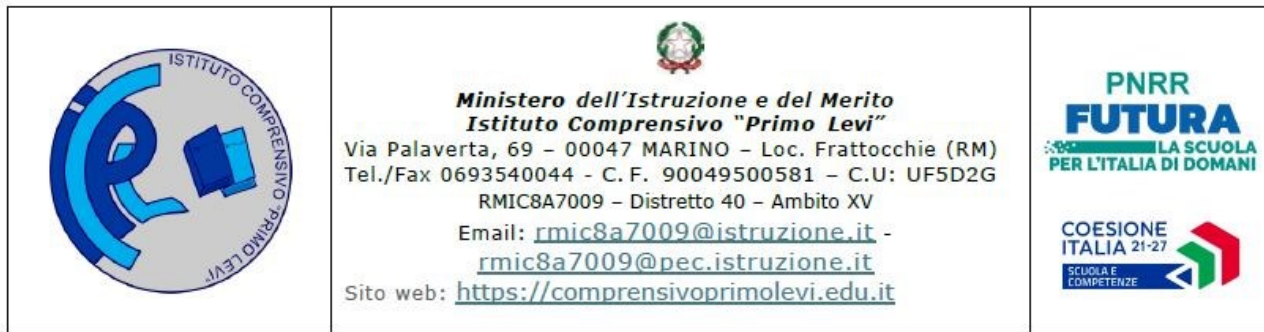 ISTITUTO COMPRENSIVO "PRIMO LEVI"
Ministero dell'Istruzione e del Merito
Istituto Comprensivo "Primo Levi"
Via Palaverta, 69 – 00047 MARINO – Loc. Frattocchie (RM)
Tel./Fax 0693540044 - C. F. 90049500581 – C.U: UF5D2G
RMIC8A7009 – Distretto 40 – Ambito XV
Email: rmic8a7009@istruzione.it -
rmic8a7009@pec.istruzione.it
Sito web: https://comprensivoprimolevi.edu.it
PNRR
FUTURA
LA SCUOLA
PER L'ITALIA DI DOMANI
COESIONE
ITALIA 21-27
SCUOLA E
COMPETENZE